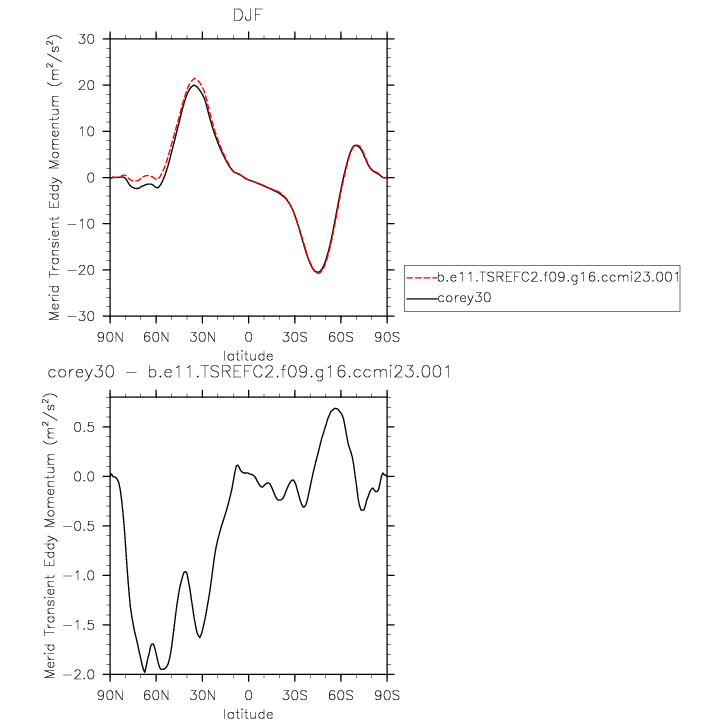 DJF
Merid Transient Eddy Momentum (m²/s²)
30
20
10
0
−10
−20
−30
90N 60N 30N 0 30S 60S 90S
latitude
b.e11.TSREFC2.f09.g16.ccmi23.001
corey30
corey30 − b.e11.TSREFC2.f09.g16.ccmi23.001
Merid Transient Eddy Momentum (m²/s²)
0.5
0.0
−0.5
−1.0
−1.5
−2.0
90N 60N 30N 0 30S 60S 90S
latitude